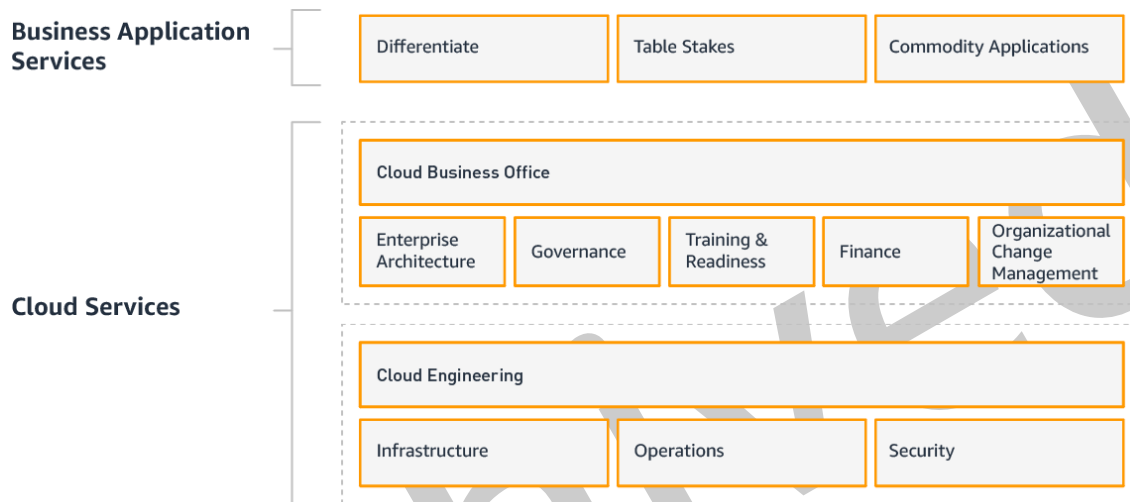 Business Application
Services
Differentiate
Table Stakes
Commodity Applications
Cloud Services
Cloud Business Office
Enterprise
Architecture
Governance
Training &
Readiness
Finance
Organizational
Change
Management
Cloud Engineering
Infrastructure
Operations
Security